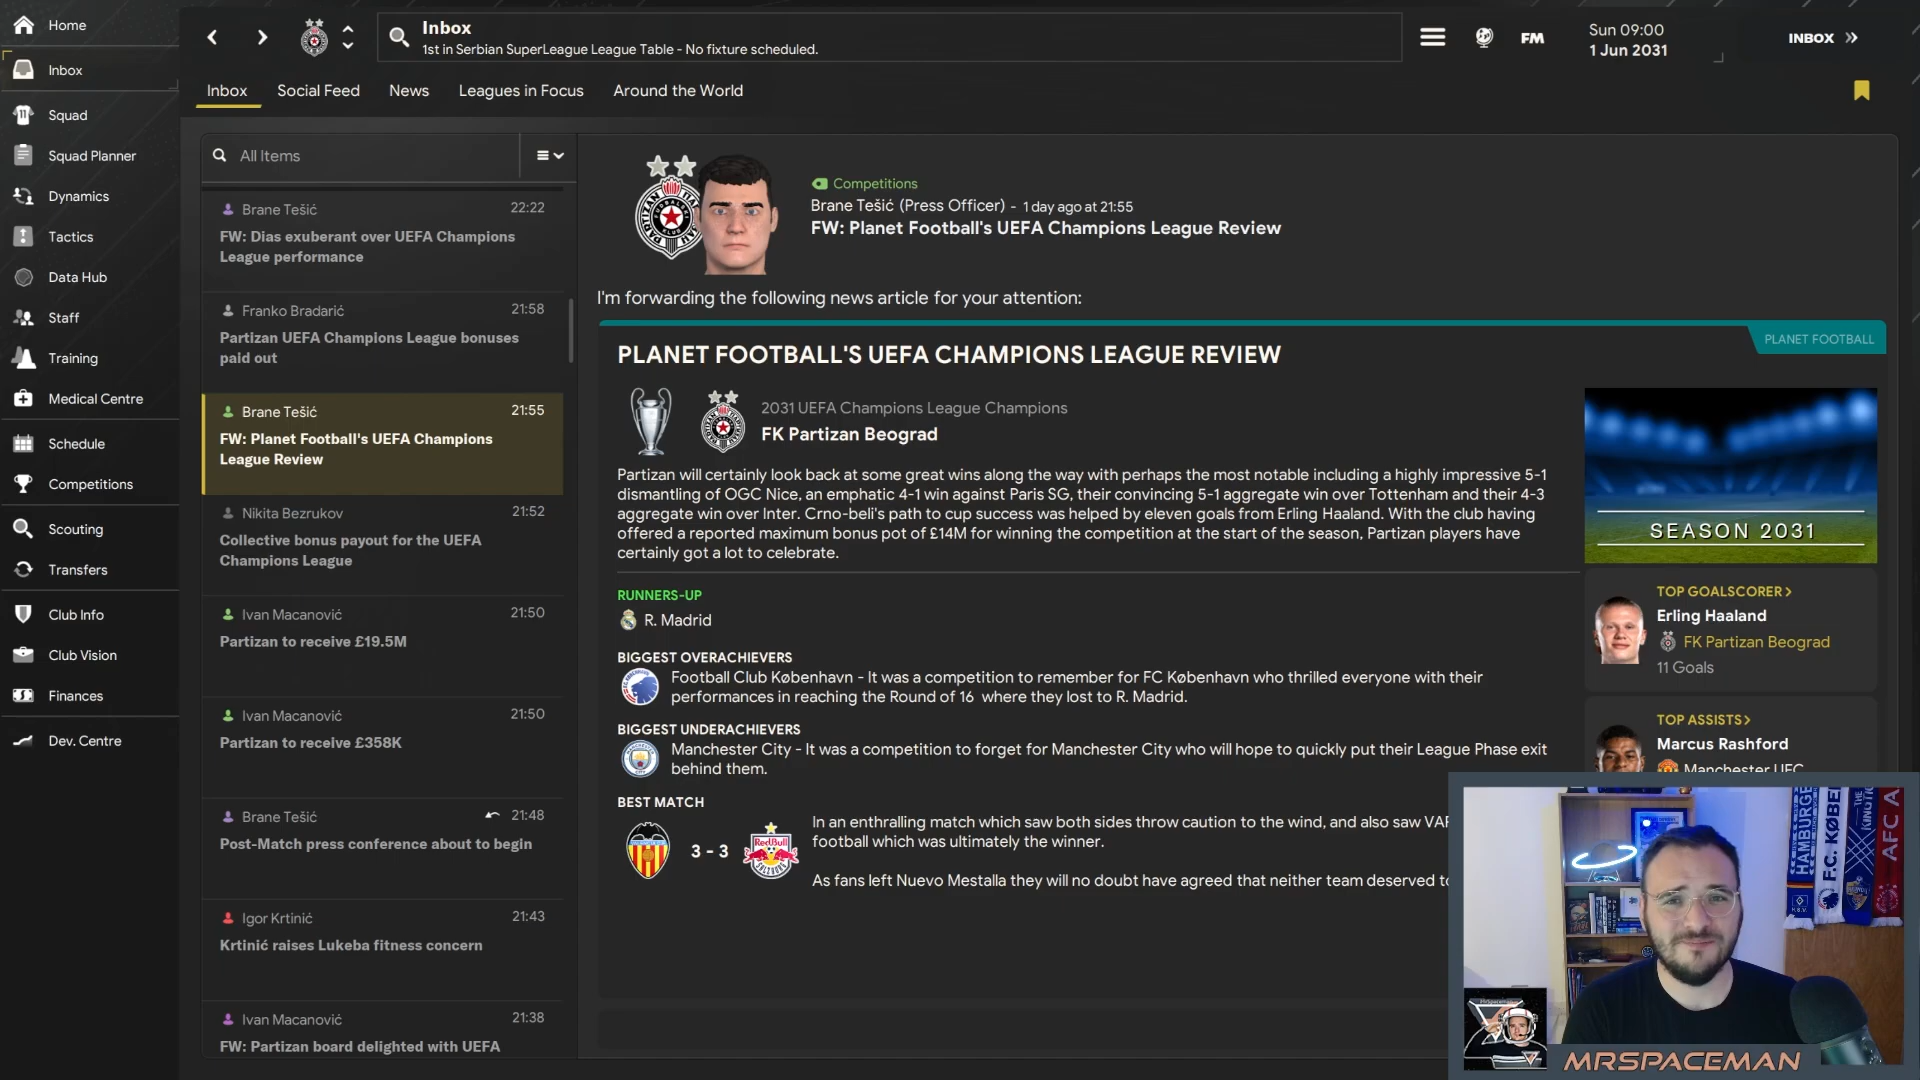 Home
Inbox
Squad
Squad Planner
Dynamics
Tactics
Data Hub
Staff
Training
Medical Centre
Schedule
Competitions
Scouting
Transfers
Club Info
Club Vision
Finances
Dev. Centre
Inbox
1st in Serbian SuperLeague League Table - No fixture scheduled.
FM
Sun 09:00
1 Jun 2031
INBOX
Inbox Social Feed News Leagues in Focus Around the World
All Items
Brane Tešić 22:22
FW: Dias exuberant over UEFA Champions
League performance
Franko Bradarić 21:58
Partizan UEFA Champions League bonuses
paid out
Brane Tešić 21:55
FW: Planet Football's UEFA Champions
League Review
Nikita Bezrukov 21:52
Collective bonus payout for the UEFA
Champions League
Ivan Macanović 21:50
Partizan to receive £19.5M
Ivan Macanović 21:50
Partizan to receive £358K
Brane Tešić 21:48
Post-Match press conference about to begin
Igor Krtinić 21:43
Krtinić raises Lukeba fitness concern
Ivan Macanović 21:38
FW: Partizan board delighted with UEFA
Competitions
Brane Tešić (Press Officer) - 1 day ago at 21:55
FW: Planet Football's UEFA Champions League Review
I'm forwarding the following news article for your attention:
PLANET FOOTBALL
PLANET FOOTBALL'S UEFA CHAMPIONS LEAGUE REVIEW
2031 UEFA Champions League Champions
FK Partizan Beograd
Partizan will certainly look back at some great wins along the way with perhaps the most notable including a highly impressive 5-1
dismantling of OGC Nice, an emphatic 4-1 win against Paris SG, their convincing 5-1 aggregate win over Tottenham and their 4-3
aggregate win over Inter. Crno-beli's path to cup success was helped by eleven goals from Erling Haaland. With the club having
offered a reported maximum bonus pot of £14M for winning the competition at the start of the season, Partizan players have
certainly got a lot to celebrate.
RUNNERS-UP
R. Madrid
BIGGEST OVERACHIEVERS
Football Club København - It was a competition to remember for FC København who thrilled everyone with their
performances in reaching the Round of 16 where they lost to R. Madrid.
BIGGEST UNDERACHIEVERS
Manchester City - It was a competition to forget for Manchester City who will hope to quickly put their League Phase exit
behind them.
BEST MATCH
3 - 3
In an enthralling match which saw both sides throw caution to the wind, and also saw VAR
football which was ultimately the winner.
As fans left Nuevo Mestalla they will no doubt have agreed that neither team deserved to
SEASON 2031
TOP GOALSCORER
Erling Haaland
FK Partizan Beograd
11 Goals
TOP ASSISTS
Marcus Rashford
Manchester UFC
HAMBURGER
F.C. KØBEN
AFC A
MRSPACEMAN